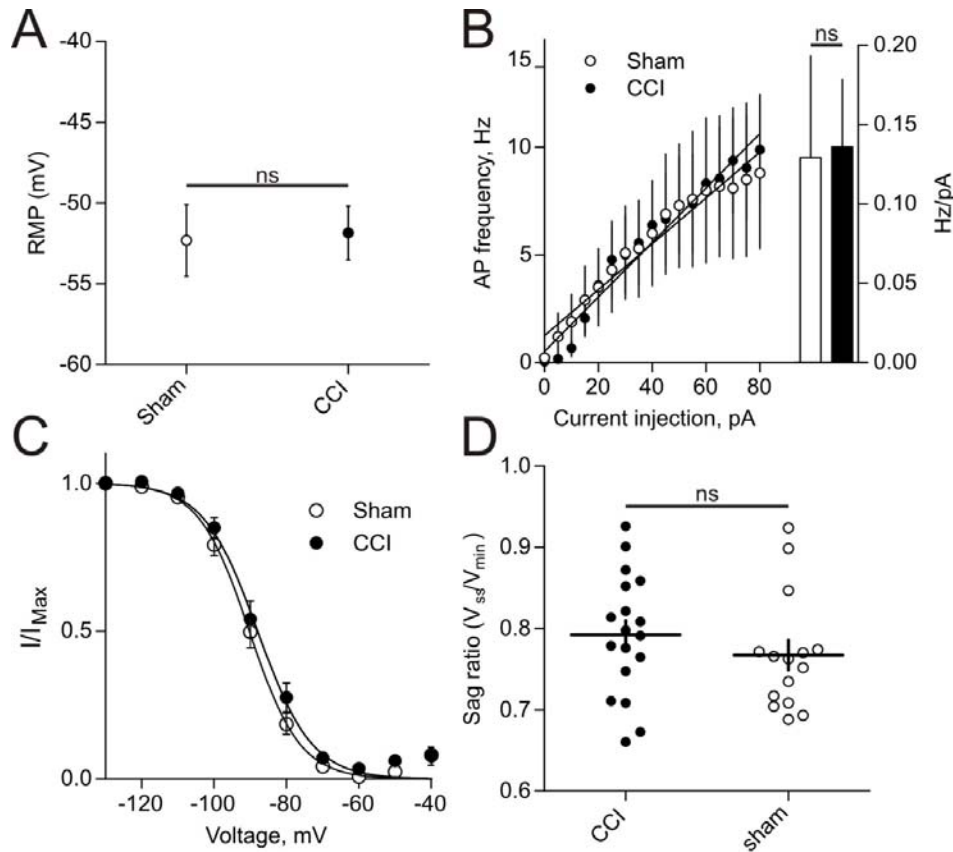 A
-40
-45
-50
-55
-60
RMP (mV)
ns
Sham
CCI
B
15
10
5
0
AP frequency, Hz
Sham
CCI
ns
0.20
0.15
0.10
0.05
0.00
Hz/pA
0 20 40 60 80
Current injection, pA
C
1.0
0.5
0.0
I/IMax
Sham
CCI
-120 -100 -80 -60 -40
Voltage, mV
D
1.0
0.9
0.8
0.7
0.6
Sag ratio (Vss/Vmin)
ns
CCI
sham